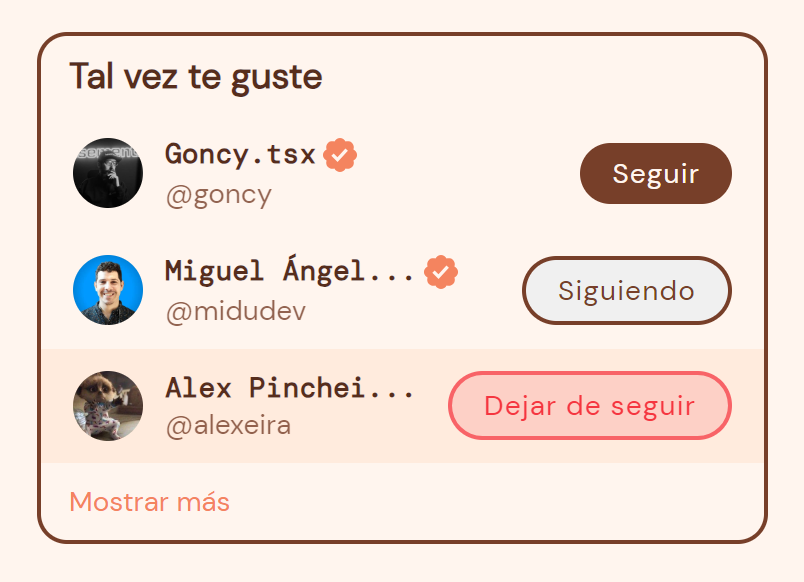 Tal vez te guste
Goncy.tsx
@goncy
Seguir
Miguel Ángel...
@midudev
Siguiendo
Alex Pinchei...
@alexeira
Dejar de seguir
Mostrar más